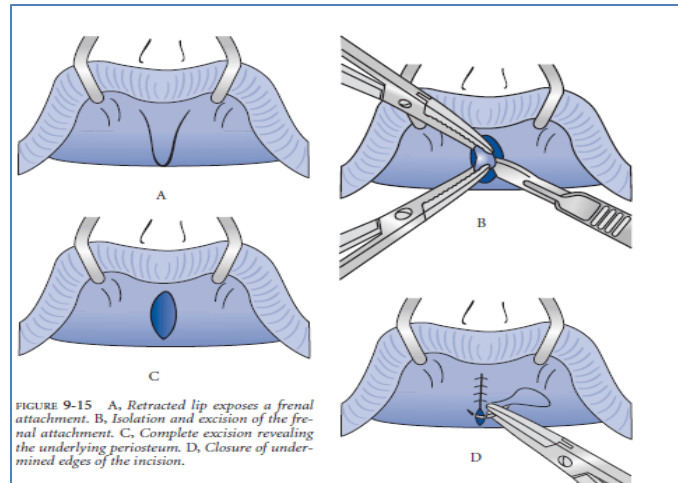 A
B
C
FIGURE 9-15 A, Retracted lip exposes a frenal
attachment. B, Isolation and excision of the fre-
nal attachment. C, Complete excision revealing
the underlying periosteum. D, Closure of under-
mined edges of the incision.
D